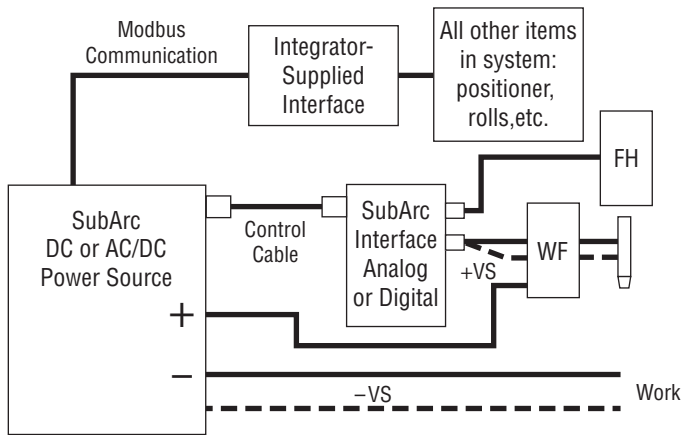 Modbus
Communication
Integrator-
Supplied
Interface
All other items
in system:
positioner,
rolls,etc.
FH
SubArc
DC or AC/DC
Power Source
Control
Cable
SubArc
Interface
Analog
or Digital
+VS
WF
+
−
−VS
Work